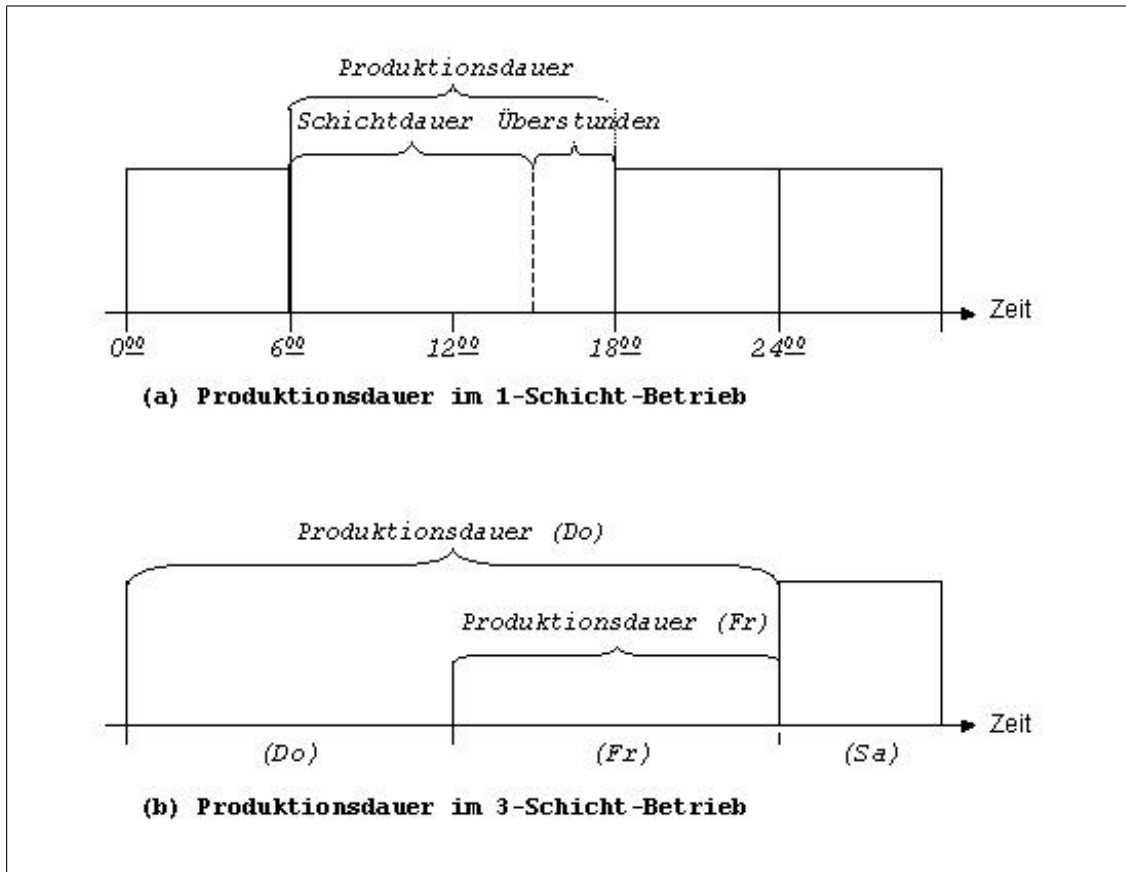 Produktionsdauer
Schichtdauer Überstunden
Zeit
000 600 1200 1800 2400
(a) Produktionsdauer im 1-Schicht-Betrieb
Produktionsdauer (Do)
Produktionsdauer (Fr)
Zeit
(Do) (Fr) (Sa)
(b) Produktionsdauer im 3-Schicht-Betrieb